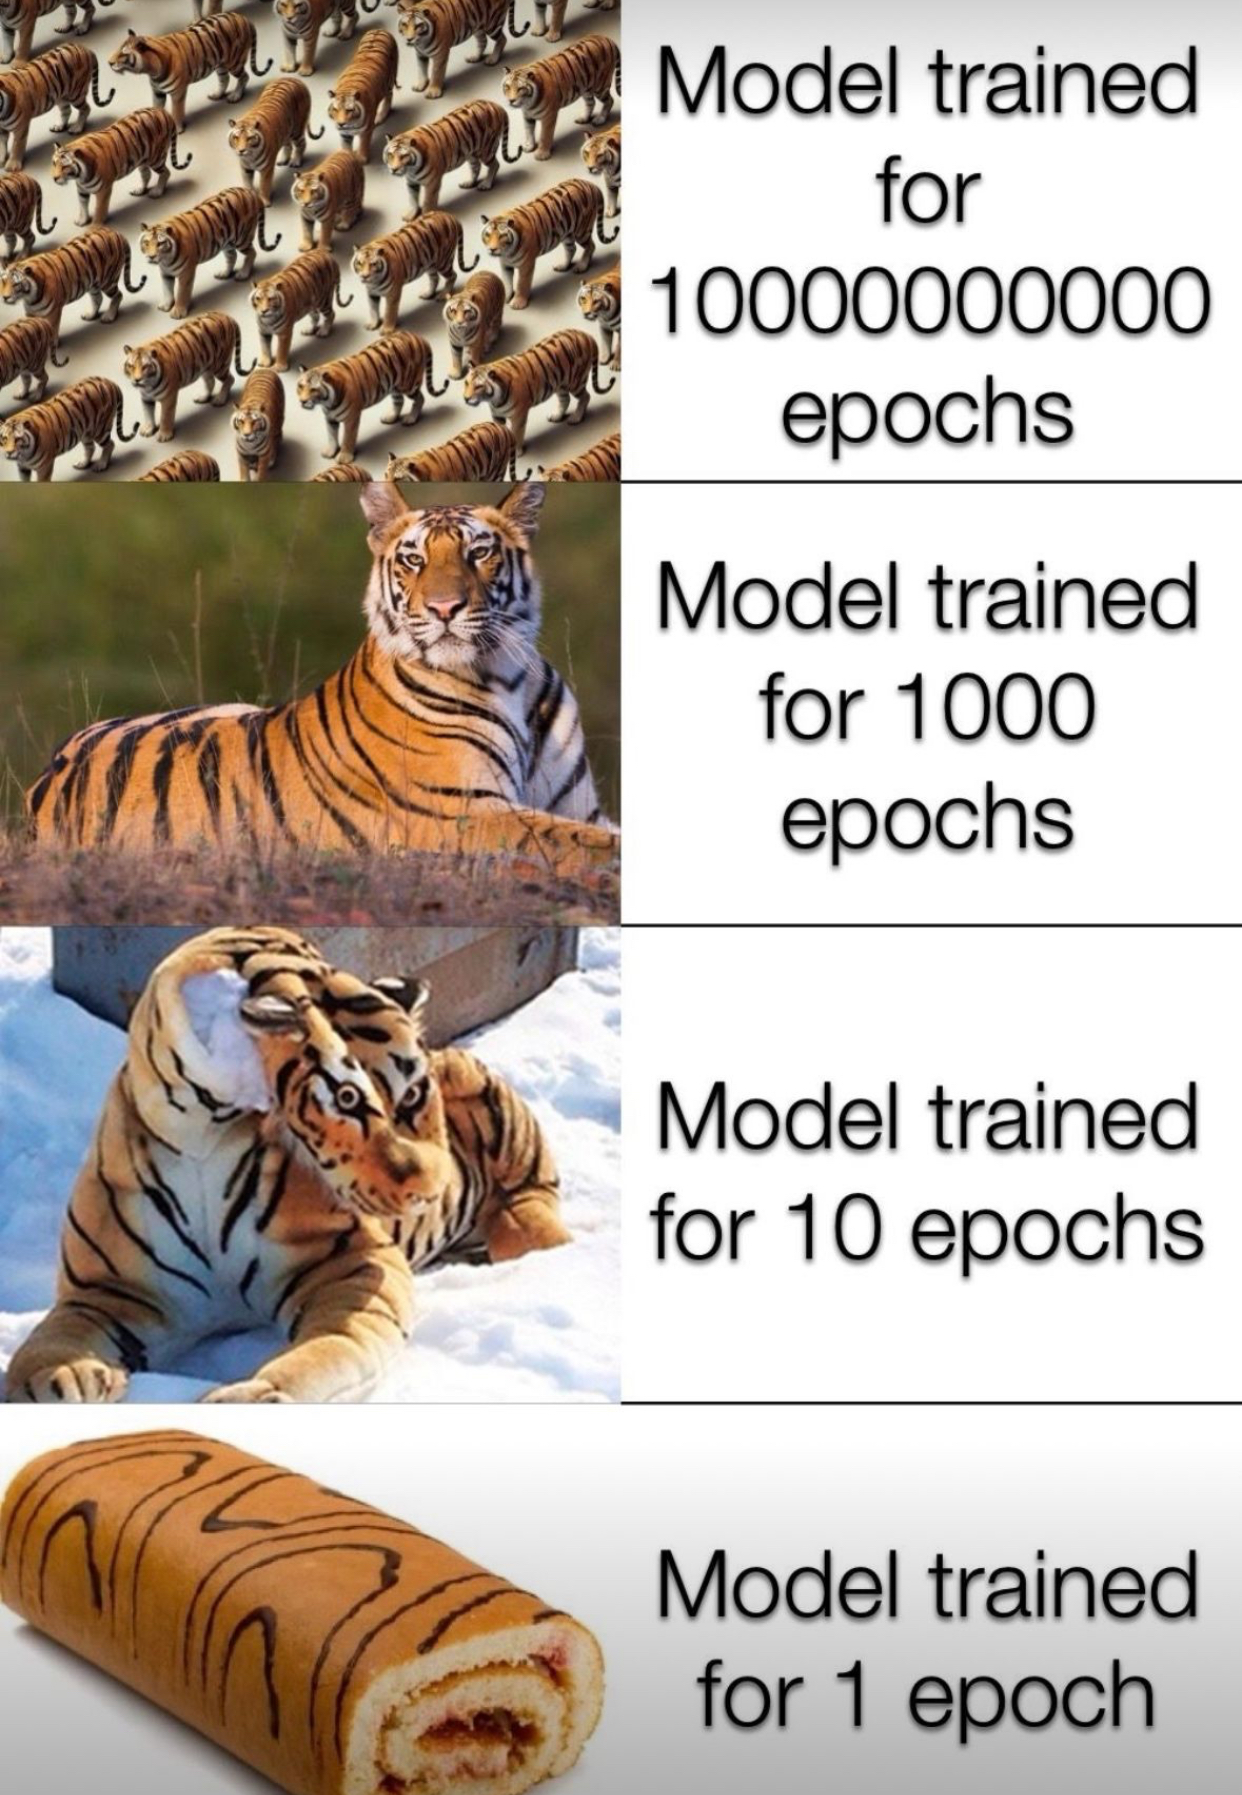 Model trained
for
10000000000
epochs
Model trained
for 1000
epochs
Model trained
for 10 epochs
Model trained
for 1 epoch